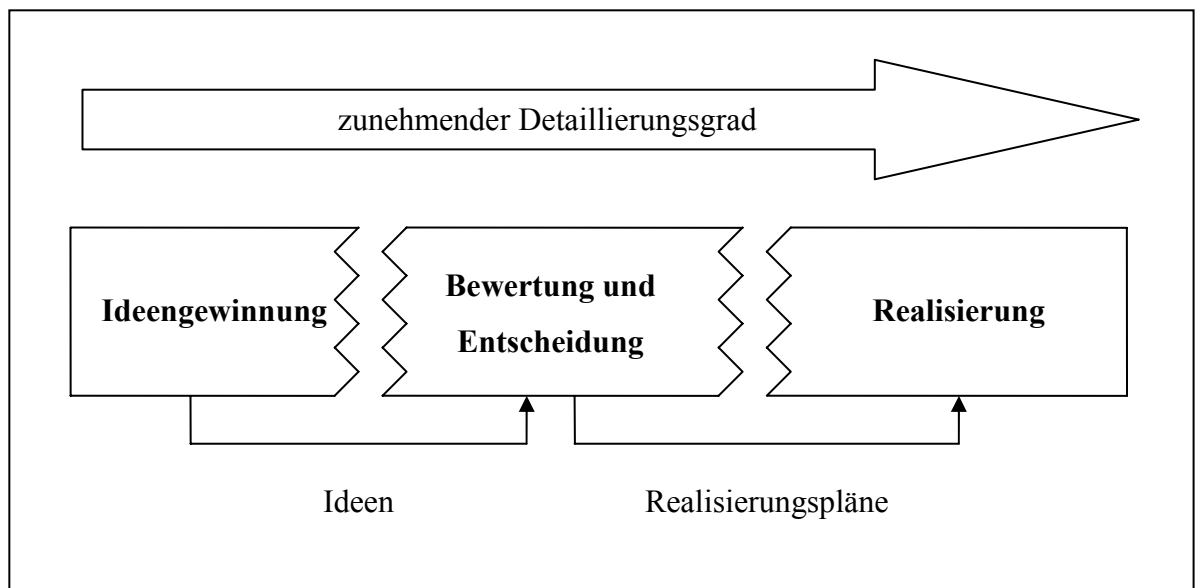 zunehmender Detaillierungsgrad
Ideengewinnung
Bewertung und
Entscheidung
Realisierung
Ideen
Realisierungspläne